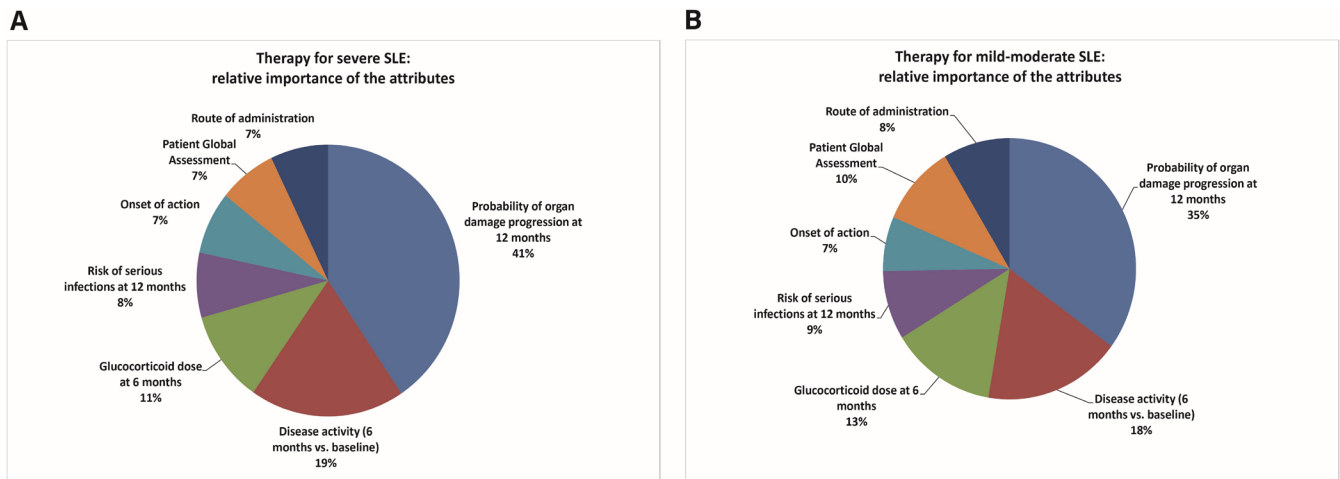 A
Therapy for severe SLE:
relative importance of the attributes
Route of administration
7%
Patient Global
Assessment
7%
Onset of action
7%
Risk of serious
infections at 12 months
8%
Glucocorticoid dose
at 6 months
11%
Disease activity (6
months vs. baseline)
19%
Probability of organ
damage progression at
12 months
41%
B
Therapy for mild-moderate SLE:
relative importance of the attributes
Route of administration
8%
Patient Global
Assessment
10%
Onset of action
7%
Risk of serious
infections at 12 months
9%
Glucocorticoid dose at 6
months
13%
Disease activity (6
months vs. baseline)
18%
Probability of organ
damage progression at
12 months
35%